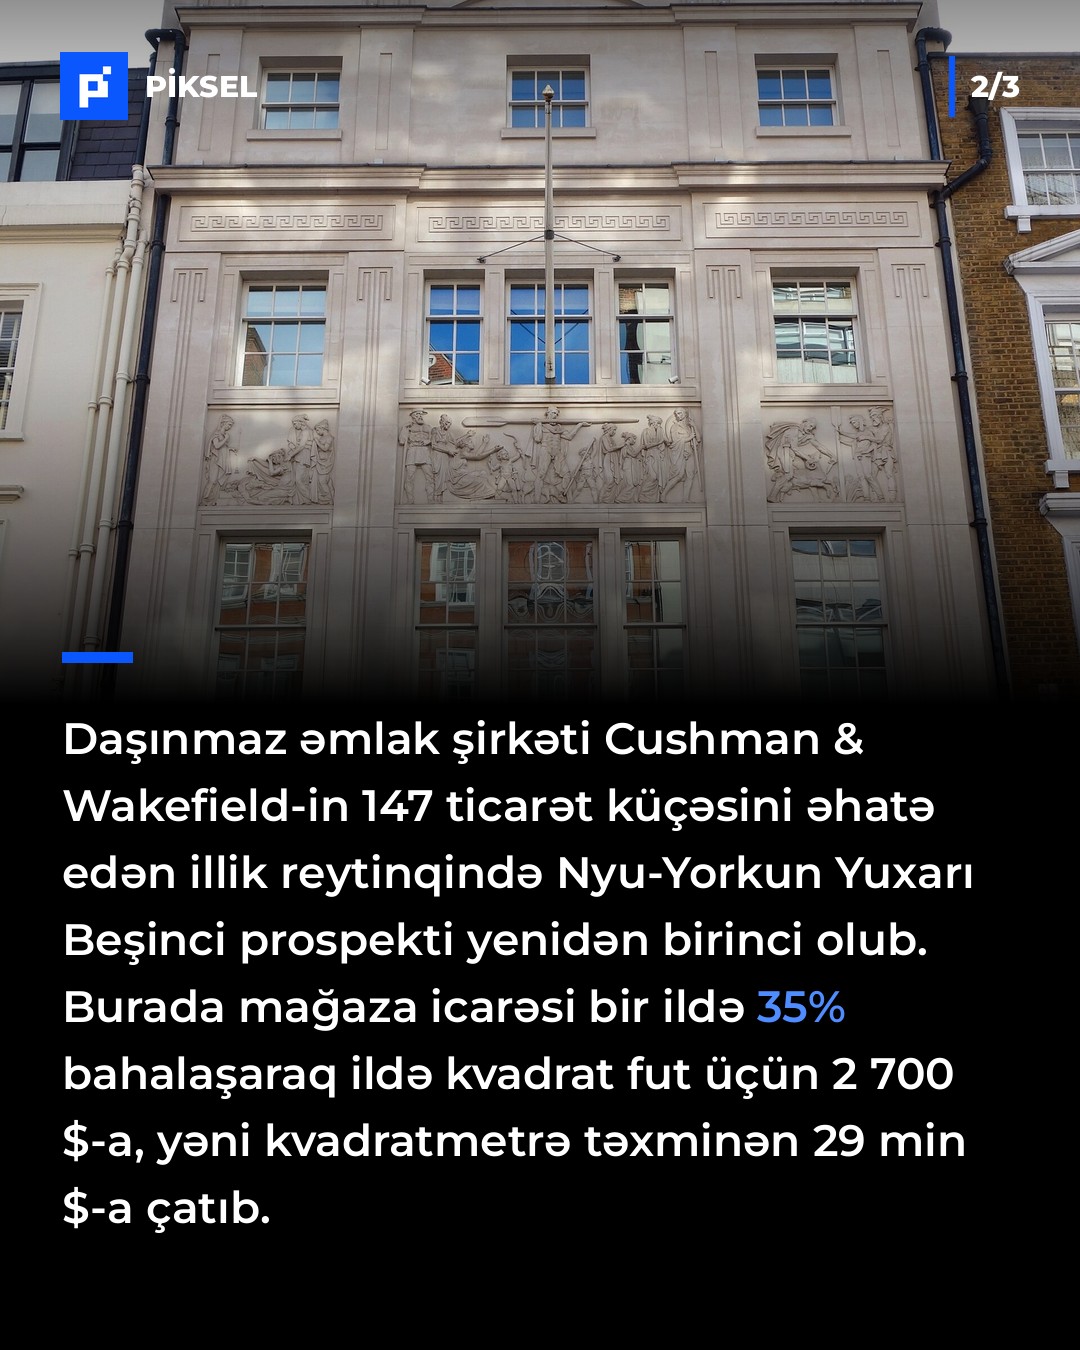 PİKSEL
2/3
Daşınmaz əmlak şirkəti Cushman &
Wakefield-in 147 ticarət küçəsini əhatə
edən illik reytinqində Nyu-Yorkun Yuxarı
Beşinci prospekti yenidən birinci olub.
Burada mağaza icarəsi bir ildə 35%
bahalaşaraq ildə kvadrat fut üçün 2 700
$-a, yəni kvadratmetrə təxminən 29 min
$-a çatıb.